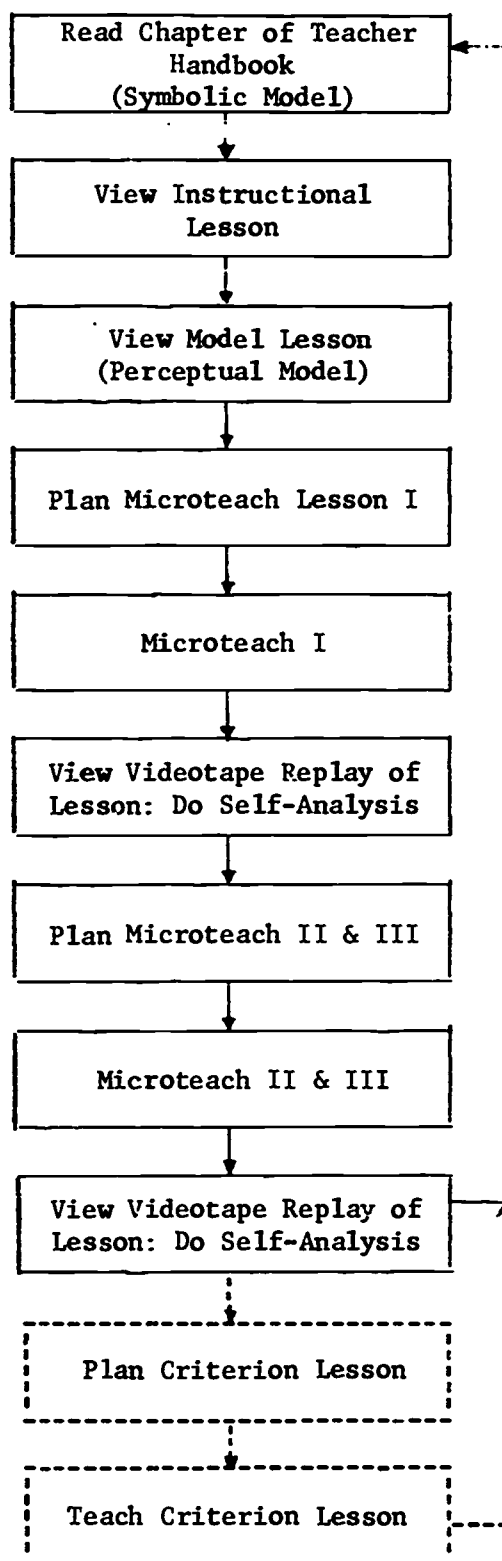 Read Chapter of Teacher
Handbook
(Symbolic Model)
View Instructional
Lesson
View Model Lesson
(Perceptual Model)
Plan Microteach Lesson I
Microteach I
View Videotape Replay of
Lesson: Do Self-Analysis
Plan Microteach II & III
Microteach II & III
View Videotape Replay of
Lesson: Do Self-Analysis
Plan Criterion Lesson
Teach Criterion Lesson